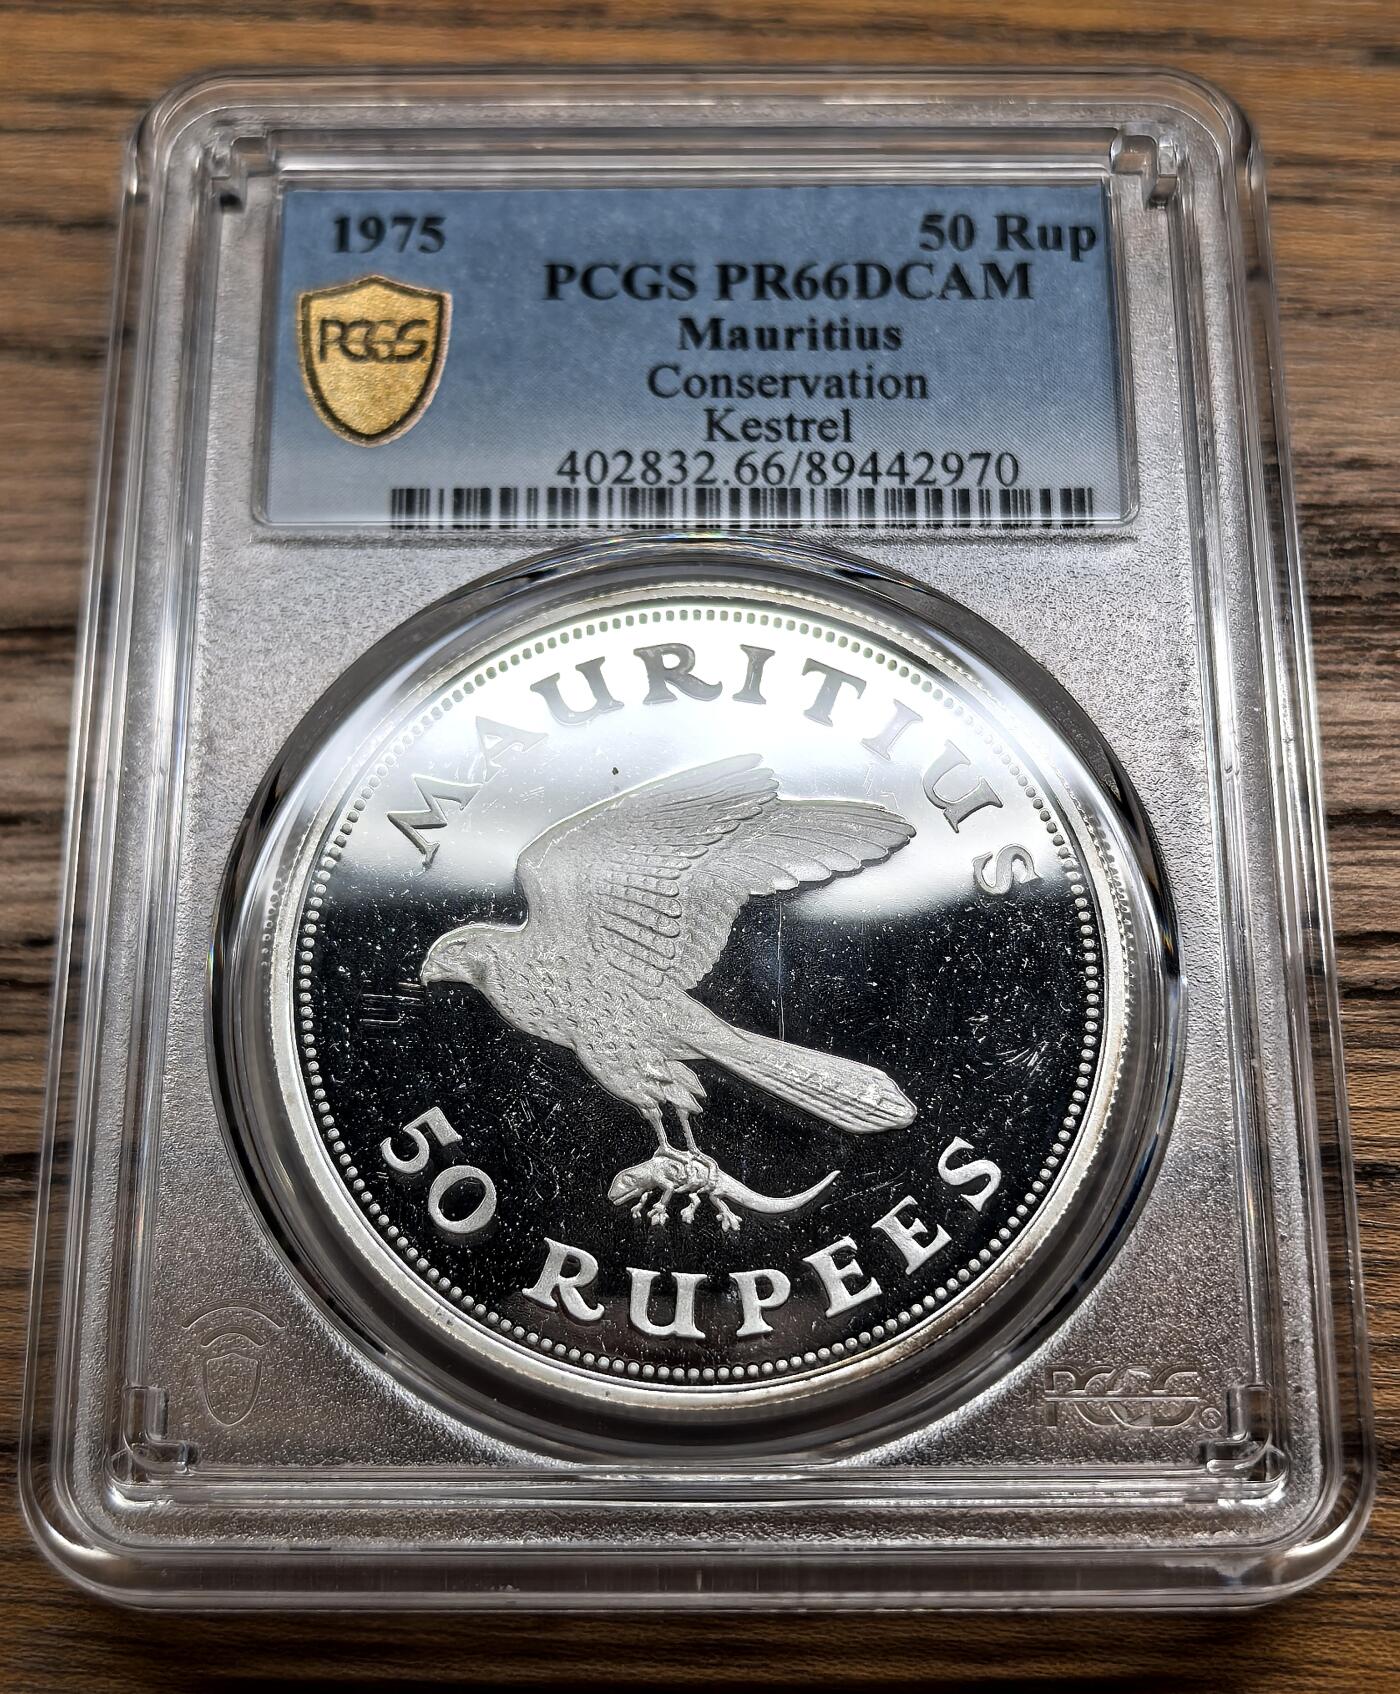 1975 50 Rup
PCGS PR66DCAM
PCGS
Mauritius
Conservation
Kestrel
402832.66/89442970
MAURITIUS
50 RUPEES
PCGS®